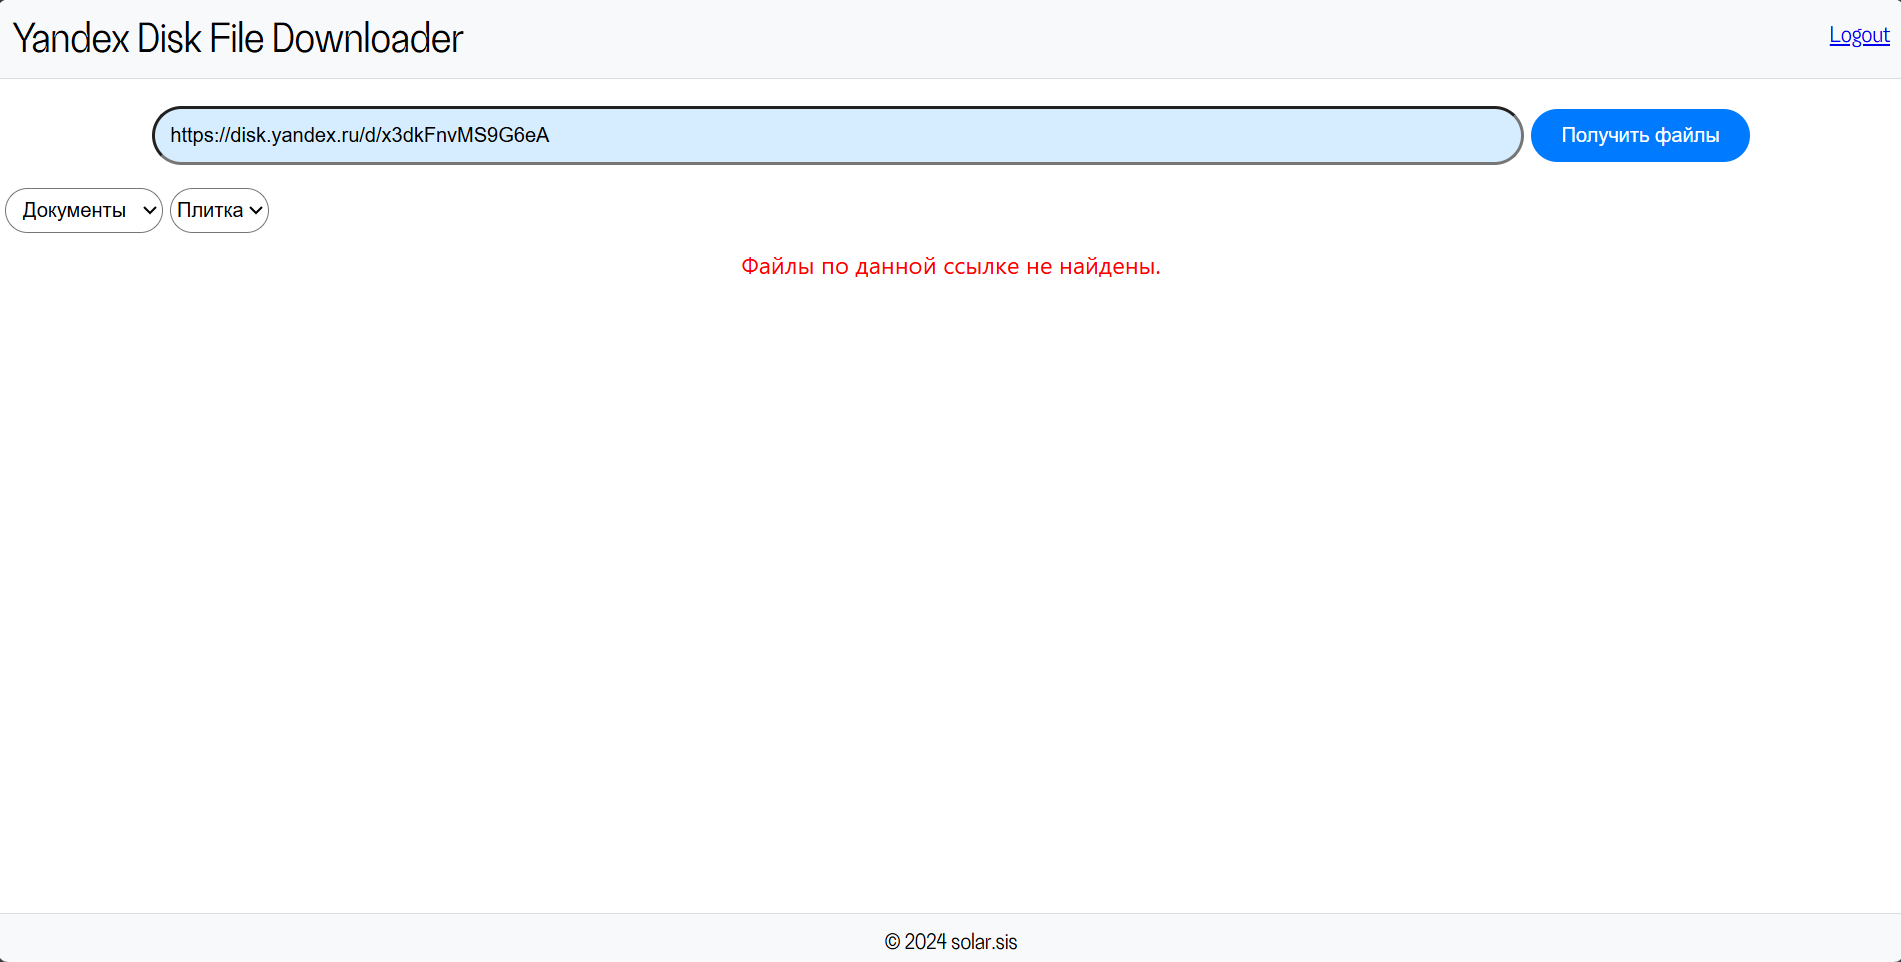 Yandex Disk File Downloader
Logout
https://disk.yandex.ru/d/x3dkFnvMS9G6eA
Получить файлы
Документы
Плитка
Файлы по данной ссылке не найдены.
© 2024 solar.sis